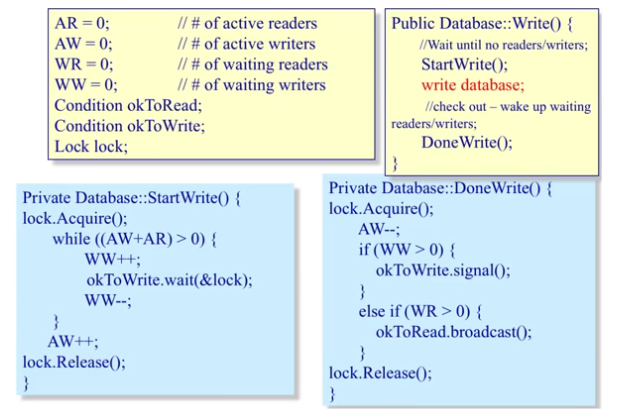 AR = 0; // # of active readers
AW = 0; // # of active writers
WR = 0; // # of waiting readers
WW = 0; // # of waiting writers
Condition okToRead;
Condition okToWrite;
Lock lock;
Public Database::Write() {
//Wait until no readers/writers;
StartWrite();
write database;
//check out – wake up waiting
readers/writers;
DoneWrite();
}
Private Database::StartWrite() {
lock.Acquire();
while ((AW+AR) > 0) {
WW++;
okToWrite.wait(&lock);
WW--;
}
AW++;
lock.Release();
}
Private Database::DoneWrite() {
lock.Acquire();
AW--;
if (WW > 0) {
okToWrite.signal();
}
else if (WR > 0) {
okToRead.broadcast();
}
lock.Release();
}